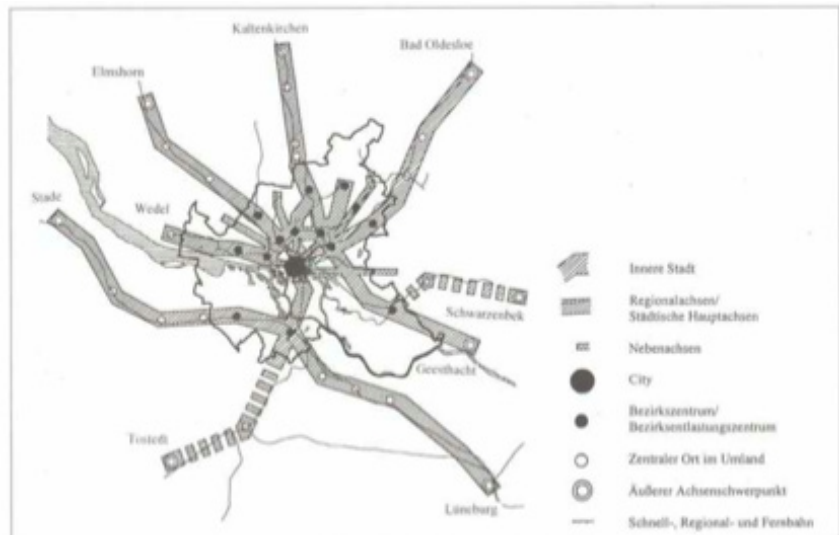 Kaltenkirchen
Bad Oldesloe
Elmshorn
Stade
Wedel
Schwarzenbek
Geesthacht
Tostedt
Lüneburg
Innere Stadt
Regionalachsen/
Städtische Hauptachsen
Nebenachsen
City
Bezirkszentrum/
Bezirksentlastungszentrum
Zentraler Ort im Umland
Äußerer Achsenschwerpunkt
Schnell-, Regional- und Fernbahn